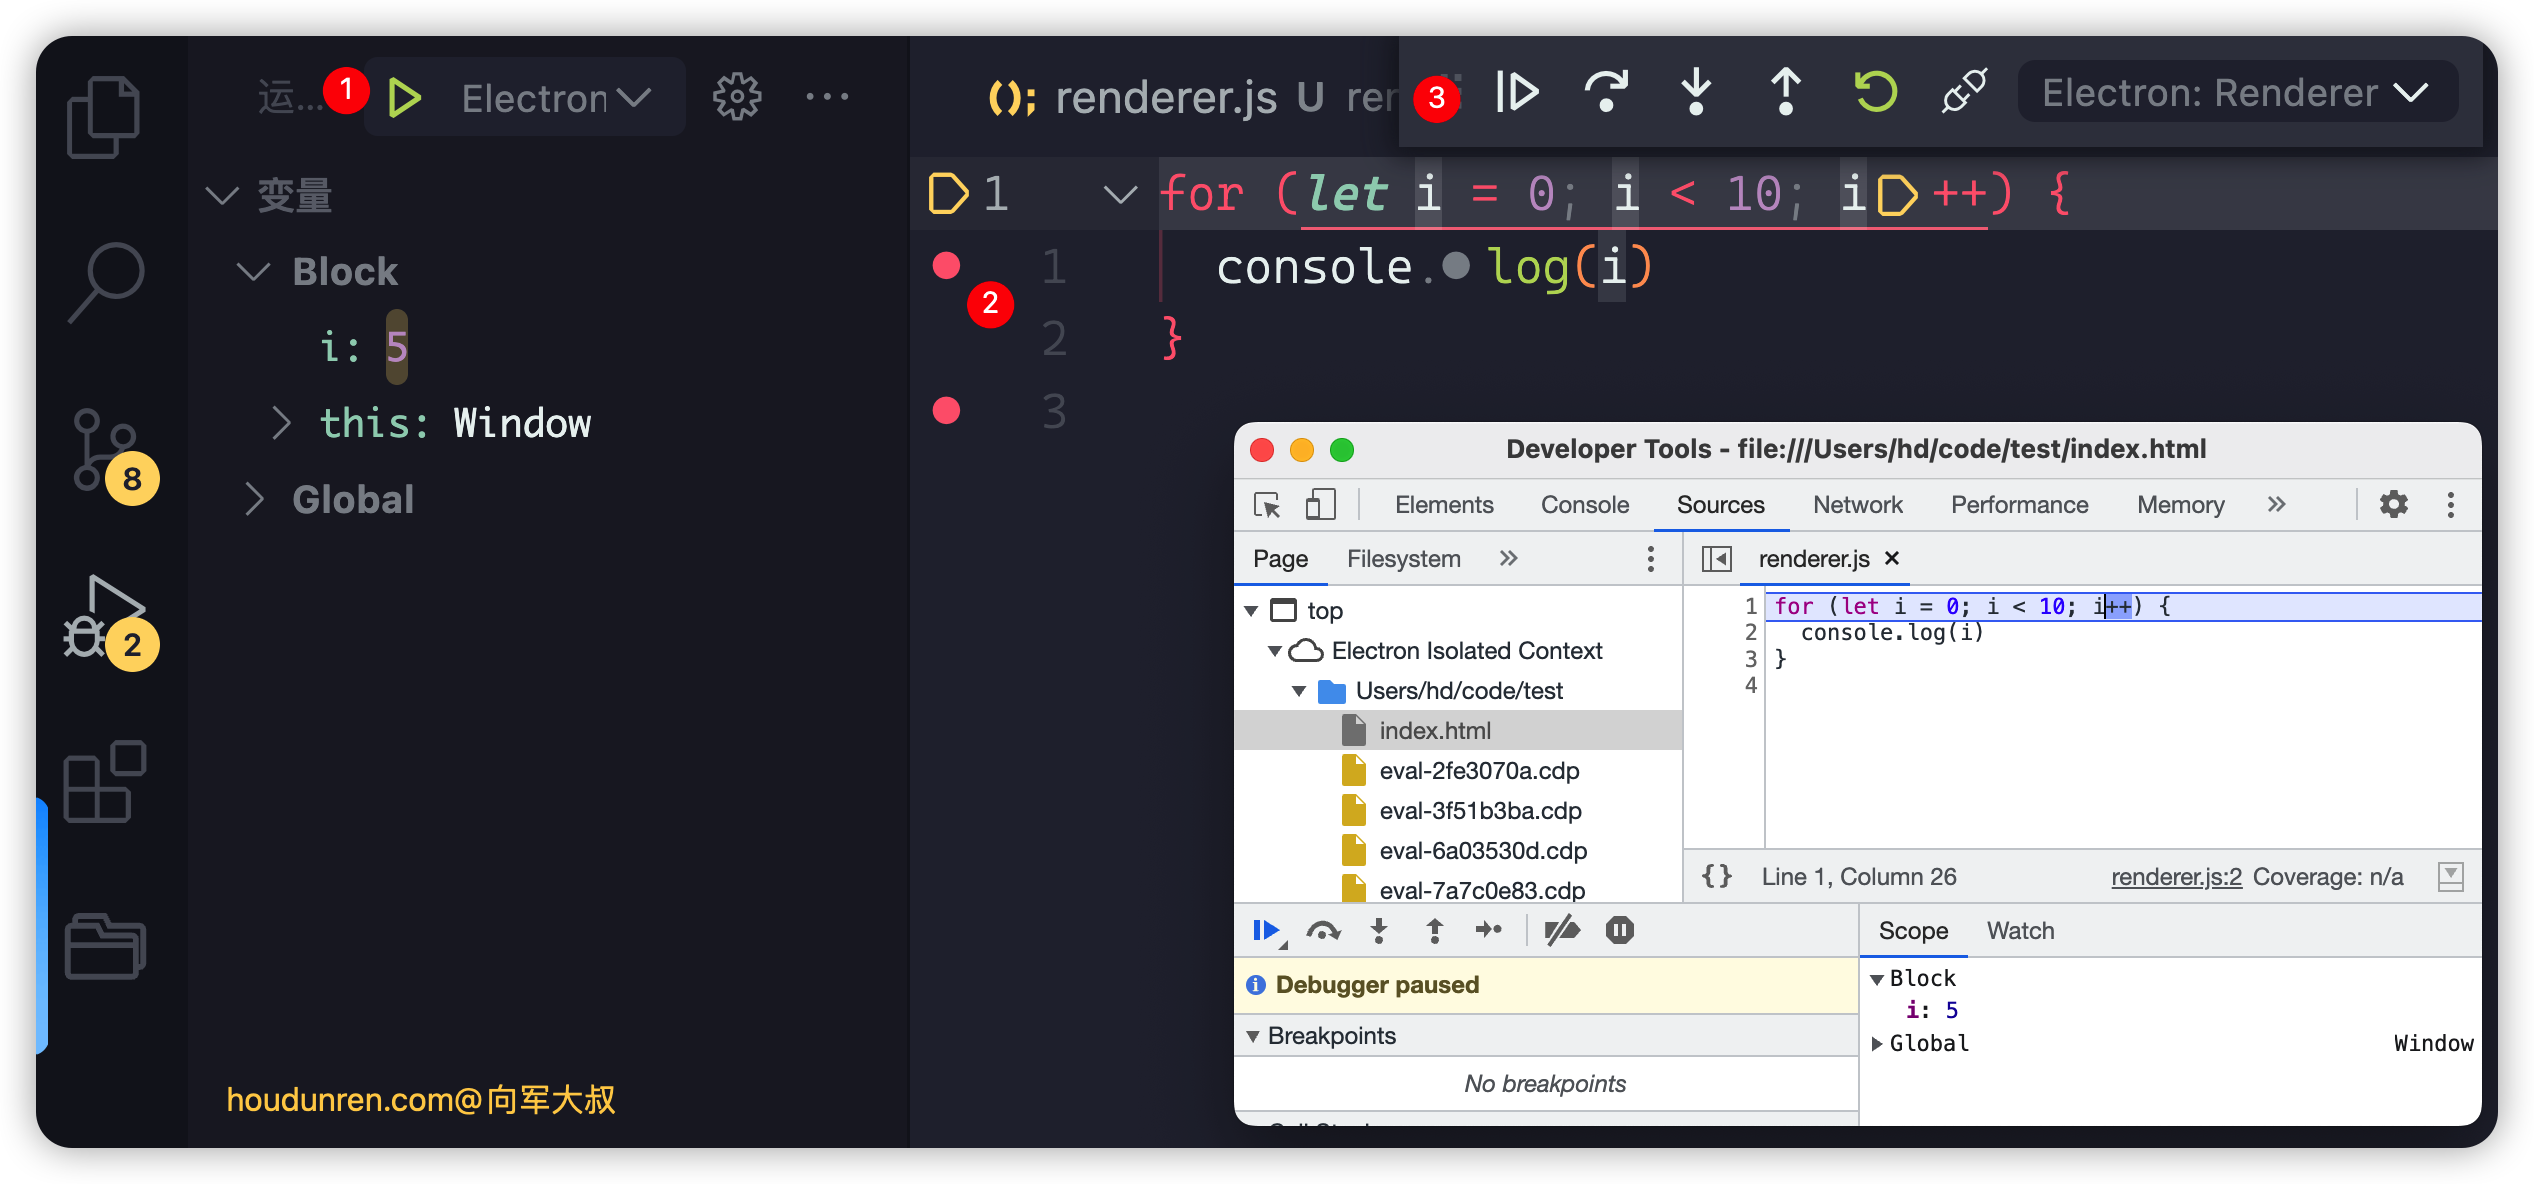 运... 1 Electron
变量
Block
i: 5
this: Window
Global
8
2
houdunren.com@向军大叔
renderer.js U ren
3 Electron: Renderer
1 for (let i = 0; i < 10; i ++) {
1 console. log(i)
2
2 }
3
Developer Tools - file:///Users/hd/code/test/index.html
Elements Console Sources Network Performance Memory
Page Filesystem
renderer.js
top
Electron Isolated Context
Users/hd/code/test
index.html
eval-2fe3070a.cdp
eval-3f51b3ba.cdp
eval-6a03530d.cdp
eval-7a7c0e83.cdp
1 for (let i = 0; i < 10; i++) {
2 console.log(i)
3 }
4
{} Line 1, Column 26 renderer.js:2 Coverage: n/a
Debugger paused
Breakpoints
No breakpoints
Scope Watch
Block
i: 5
Global Window